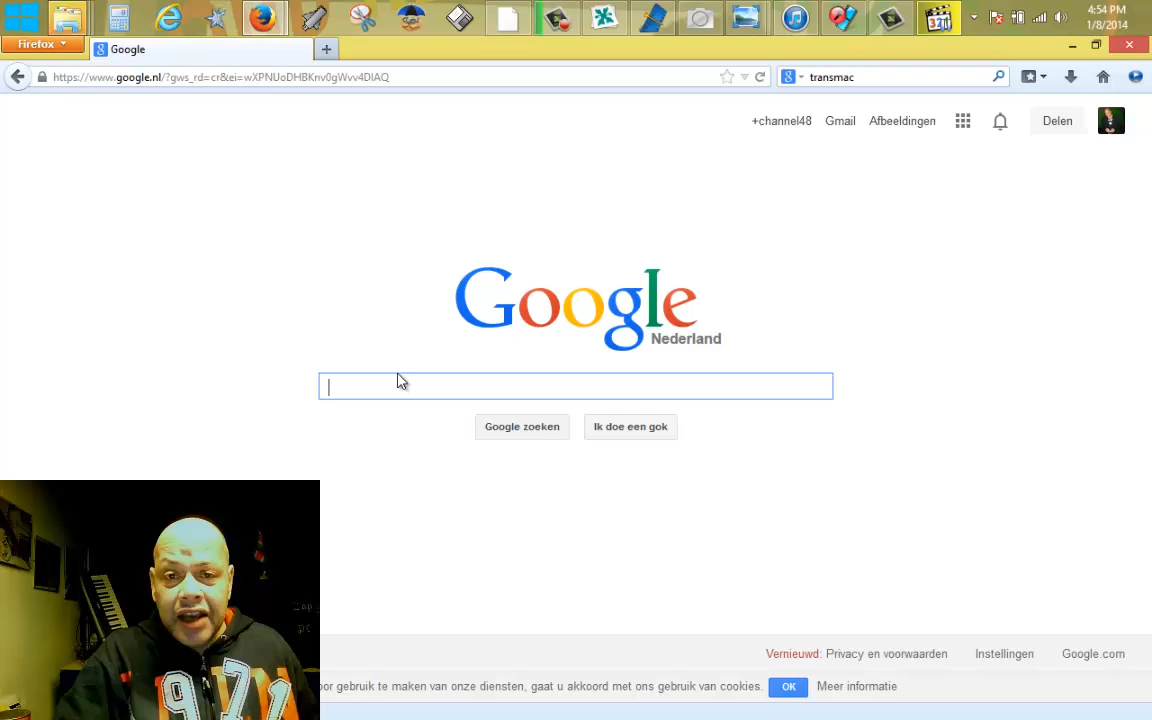 4:54 PM
1/8/2014
Firefox
Google
https://www.google.nl/?gws_rd=cr&ei=wXPNUoDHBKnv0gWvv4DIAQ
transmac
+channel48
Gmail
Afbeeldingen
Delen
Google
Nederland
Google zoeken
Ik doe een gok
1971
Vernieuwd: Privacy en voorwaarden
Instellingen
Google.com
oor gebruik te maken van onze diensten, gaat u akkoord met ons gebruik van cookies.
OK
Meer informatie